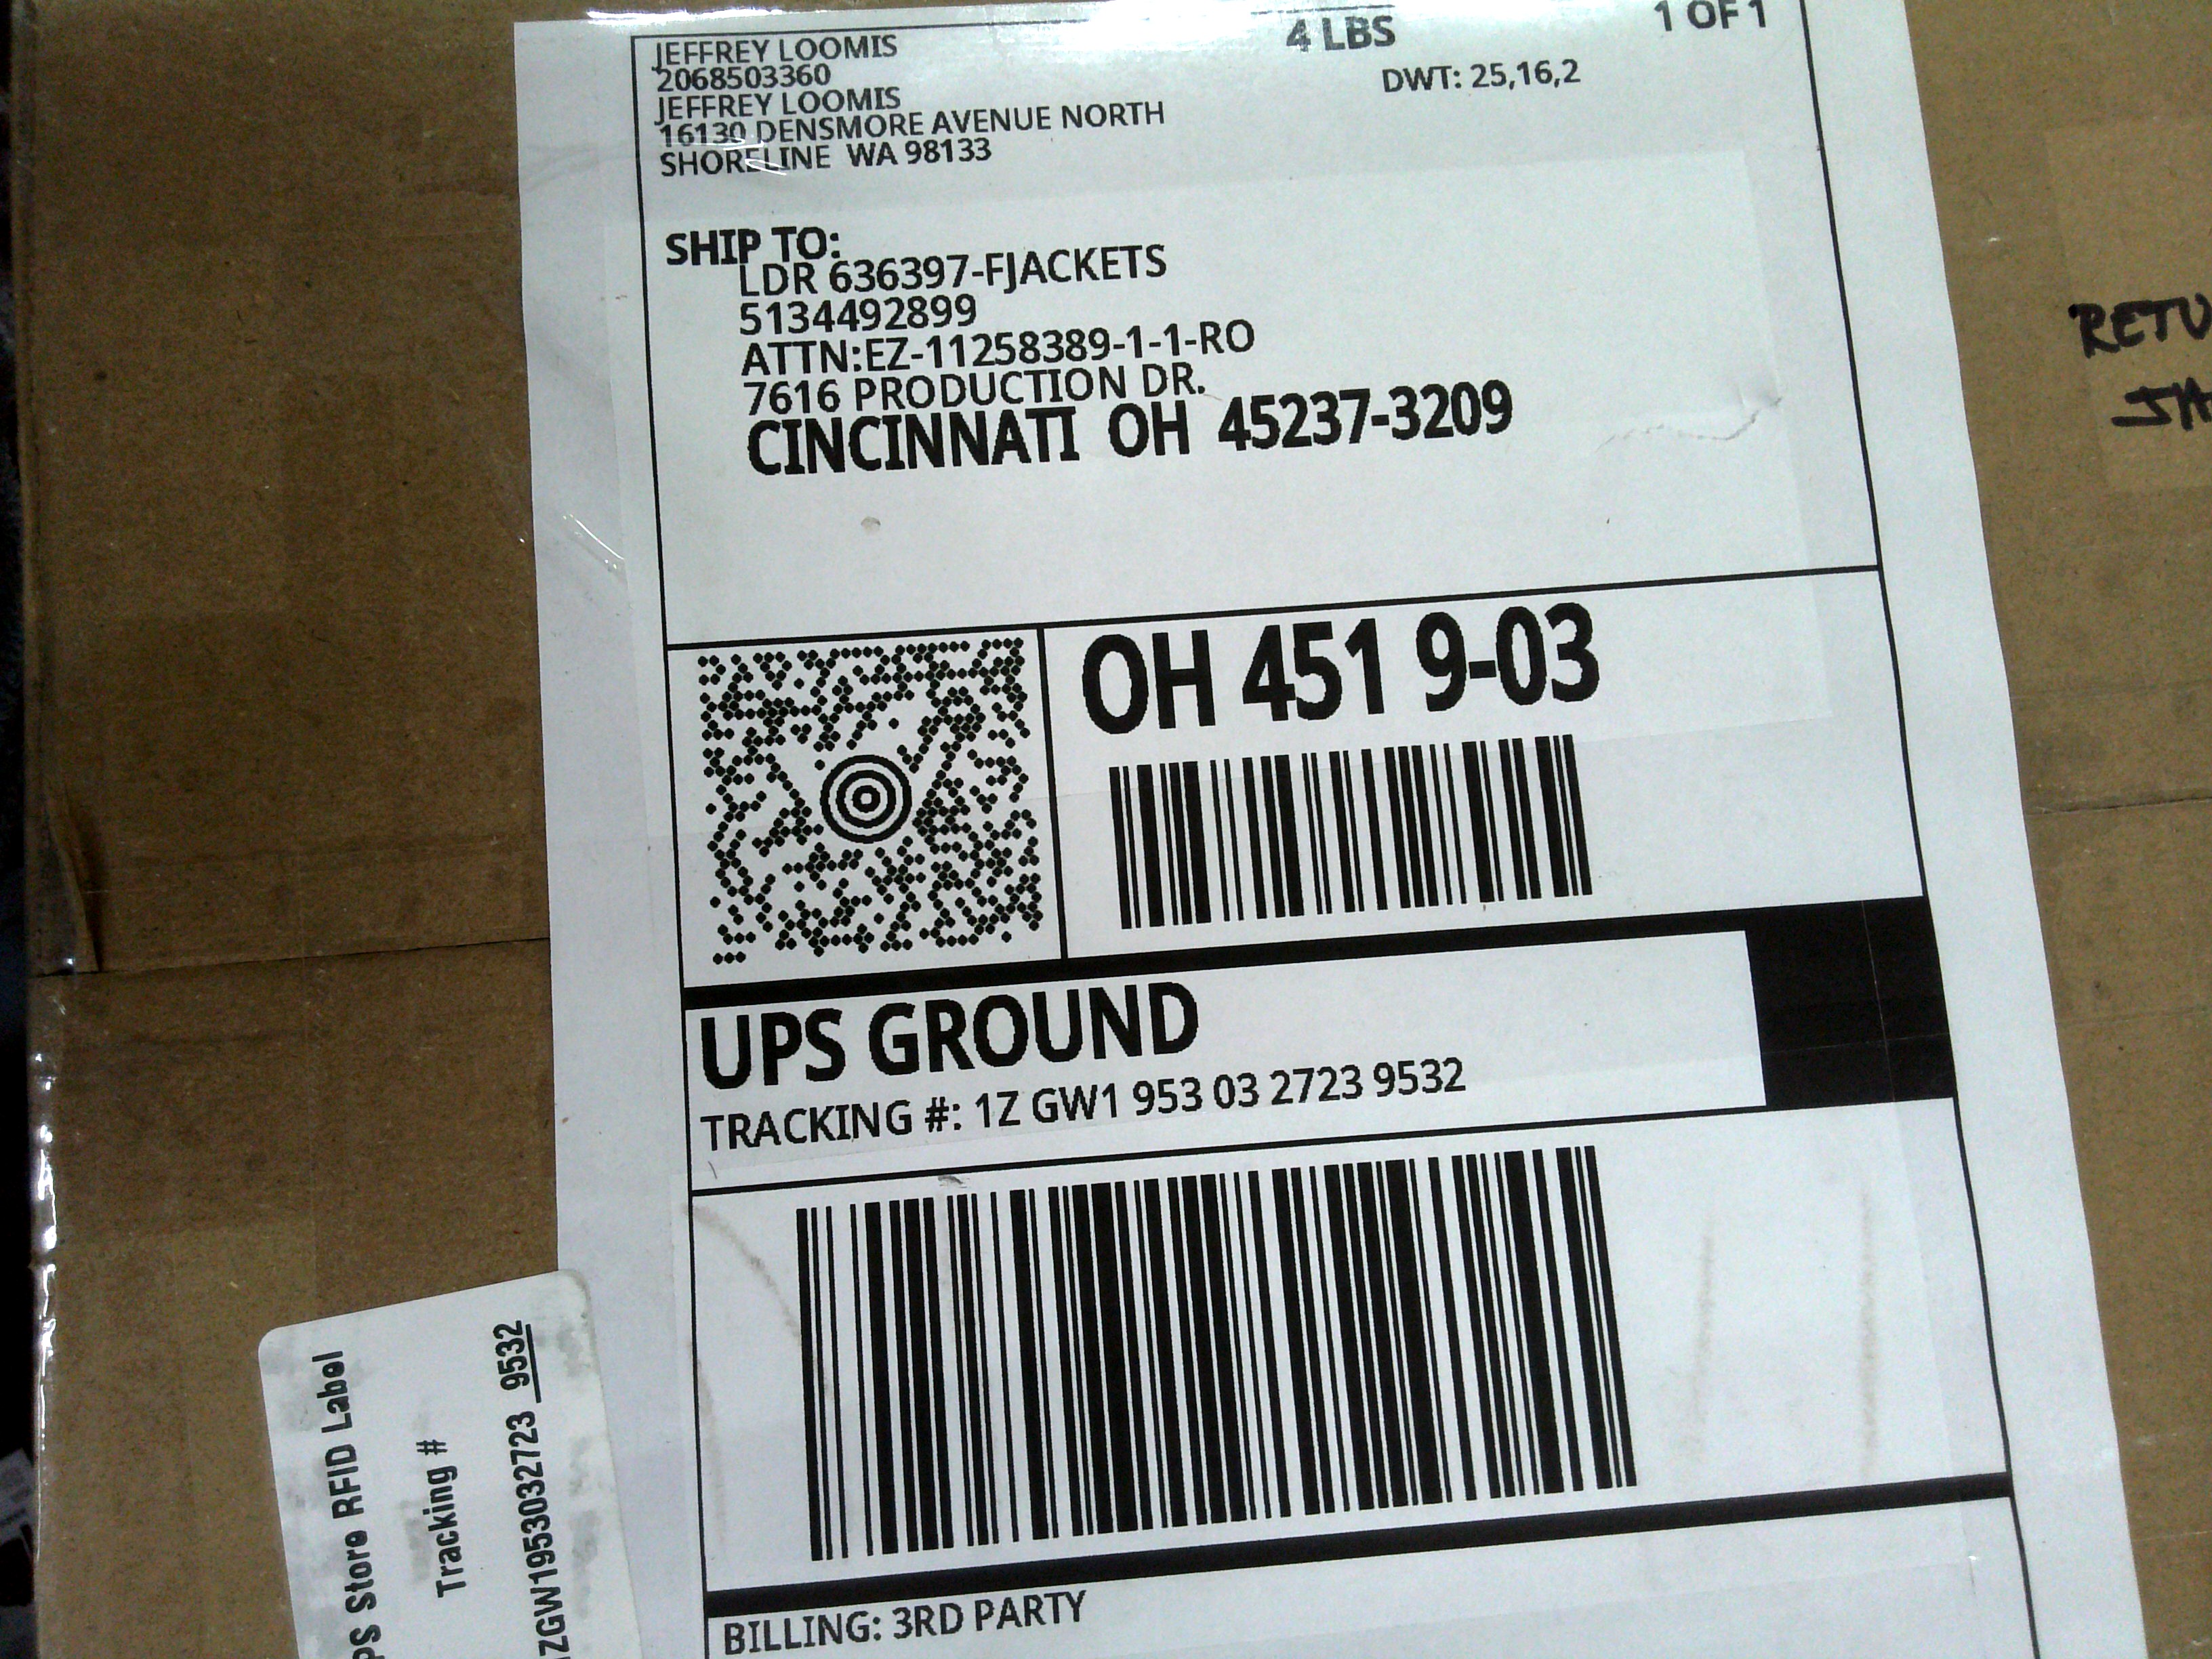 JEFFREY LOOMIS
2068503360
JEFFREY LOOMIS
16130 DENSMORE AVENUE NORTH
SHORELINE WA 98133
4 LBS
1 OF 1
DWT: 25,16,2
SHIP TO:
LDR 636397-FJACKETS
5134492899
ATTN:EZ-11258389-1-1-RO
7616 PRODUCTION DR.
CINCINNATI OH 45237-3209
RETU
OH 451 9-03
UPS GROUND
TRACKING #: 1Z GW1 953 03 2723 9532
BILLING: 3RD PARTY
PS Store RFID Label
Tracking #
1ZGW1953032723 9532